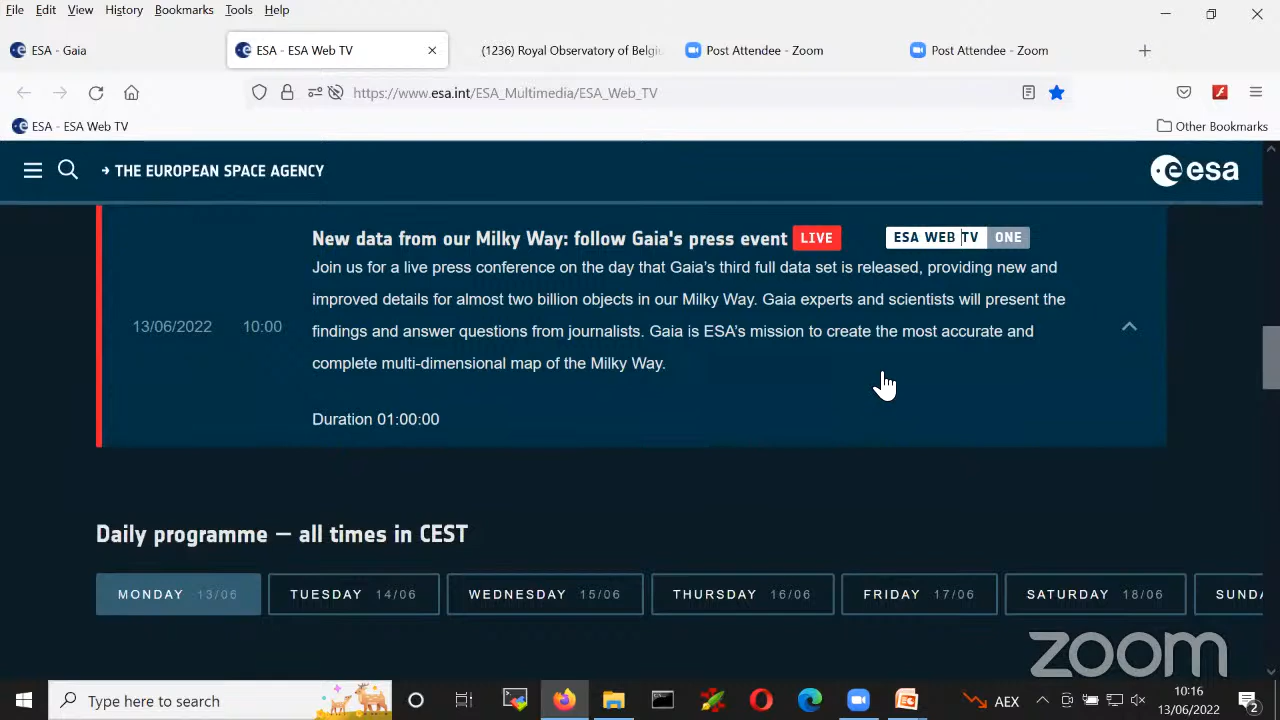 File Edit View History Bookmarks Tools Help
ESA - Gaia
ESA - ESA Web TV
(1236) Royal Observatory of Belgiu
Post Attendee - Zoom
Post Attendee - Zoom
https://www.esa.int/ESA_Multimedia/ESA_Web_TV
ESA - ESA Web TV
Other Bookmarks
THE EUROPEAN SPACE AGENCY
esa
New data from our Milky Way: follow Gaia's press event LIVE
ESA WEB TV ONE
13/06/2022 10:00
Join us for a live press conference on the day that Gaia's third full data set is released, providing new and
improved details for almost two billion objects in our Milky Way. Gaia experts and scientists will present the
findings and answer questions from journalists. Gaia is ESA's mission to create the most accurate and
complete multi-dimensional map of the Milky Way.
Duration 01:00:00
Daily programme — all times in CEST
MONDAY 13/06
TUESDAY 14/06
WEDNESDAY 15/06
THURSDAY 16/06
FRIDAY 17/06
SATURDAY 18/06
SUNDA
zoom
Type here to search
AEX
10:16
13/06/2022
2